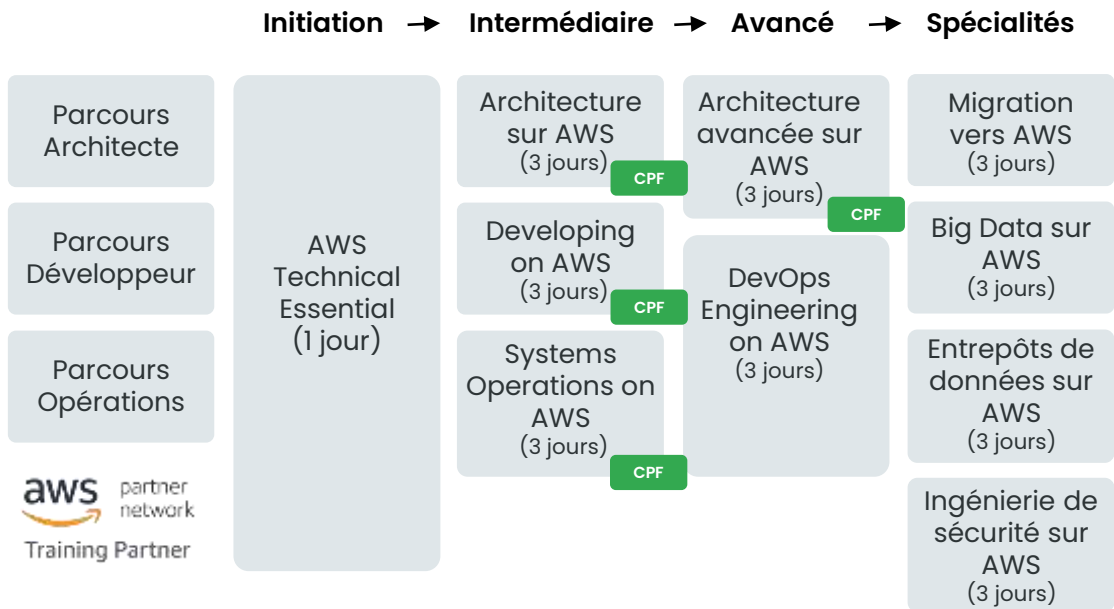 Initiation → Intermédiaire → Avancé → Spécialités
Parcours
Architecte
Parcours
Développeur
Parcours
Opérations
aws partner
network
Training Partner
AWS
Technical
Essential
(1 jour)
Architecture
sur AWS
(3 jours)
CPF
Developing
on AWS
(3 jours)
CPF
Systems
Operations on
AWS
(3 jours)
CPF
Architecture
avancée sur
AWS
(3 jours)
CPF
DevOps
Engineering
on AWS
(3 jours)
Migration
vers AWS
(3 jours)
Big Data sur
AWS
(3 jours)
Entrepôts de
données sur
AWS
(3 jours)
Ingénierie de
sécurité sur
AWS
(3 jours)